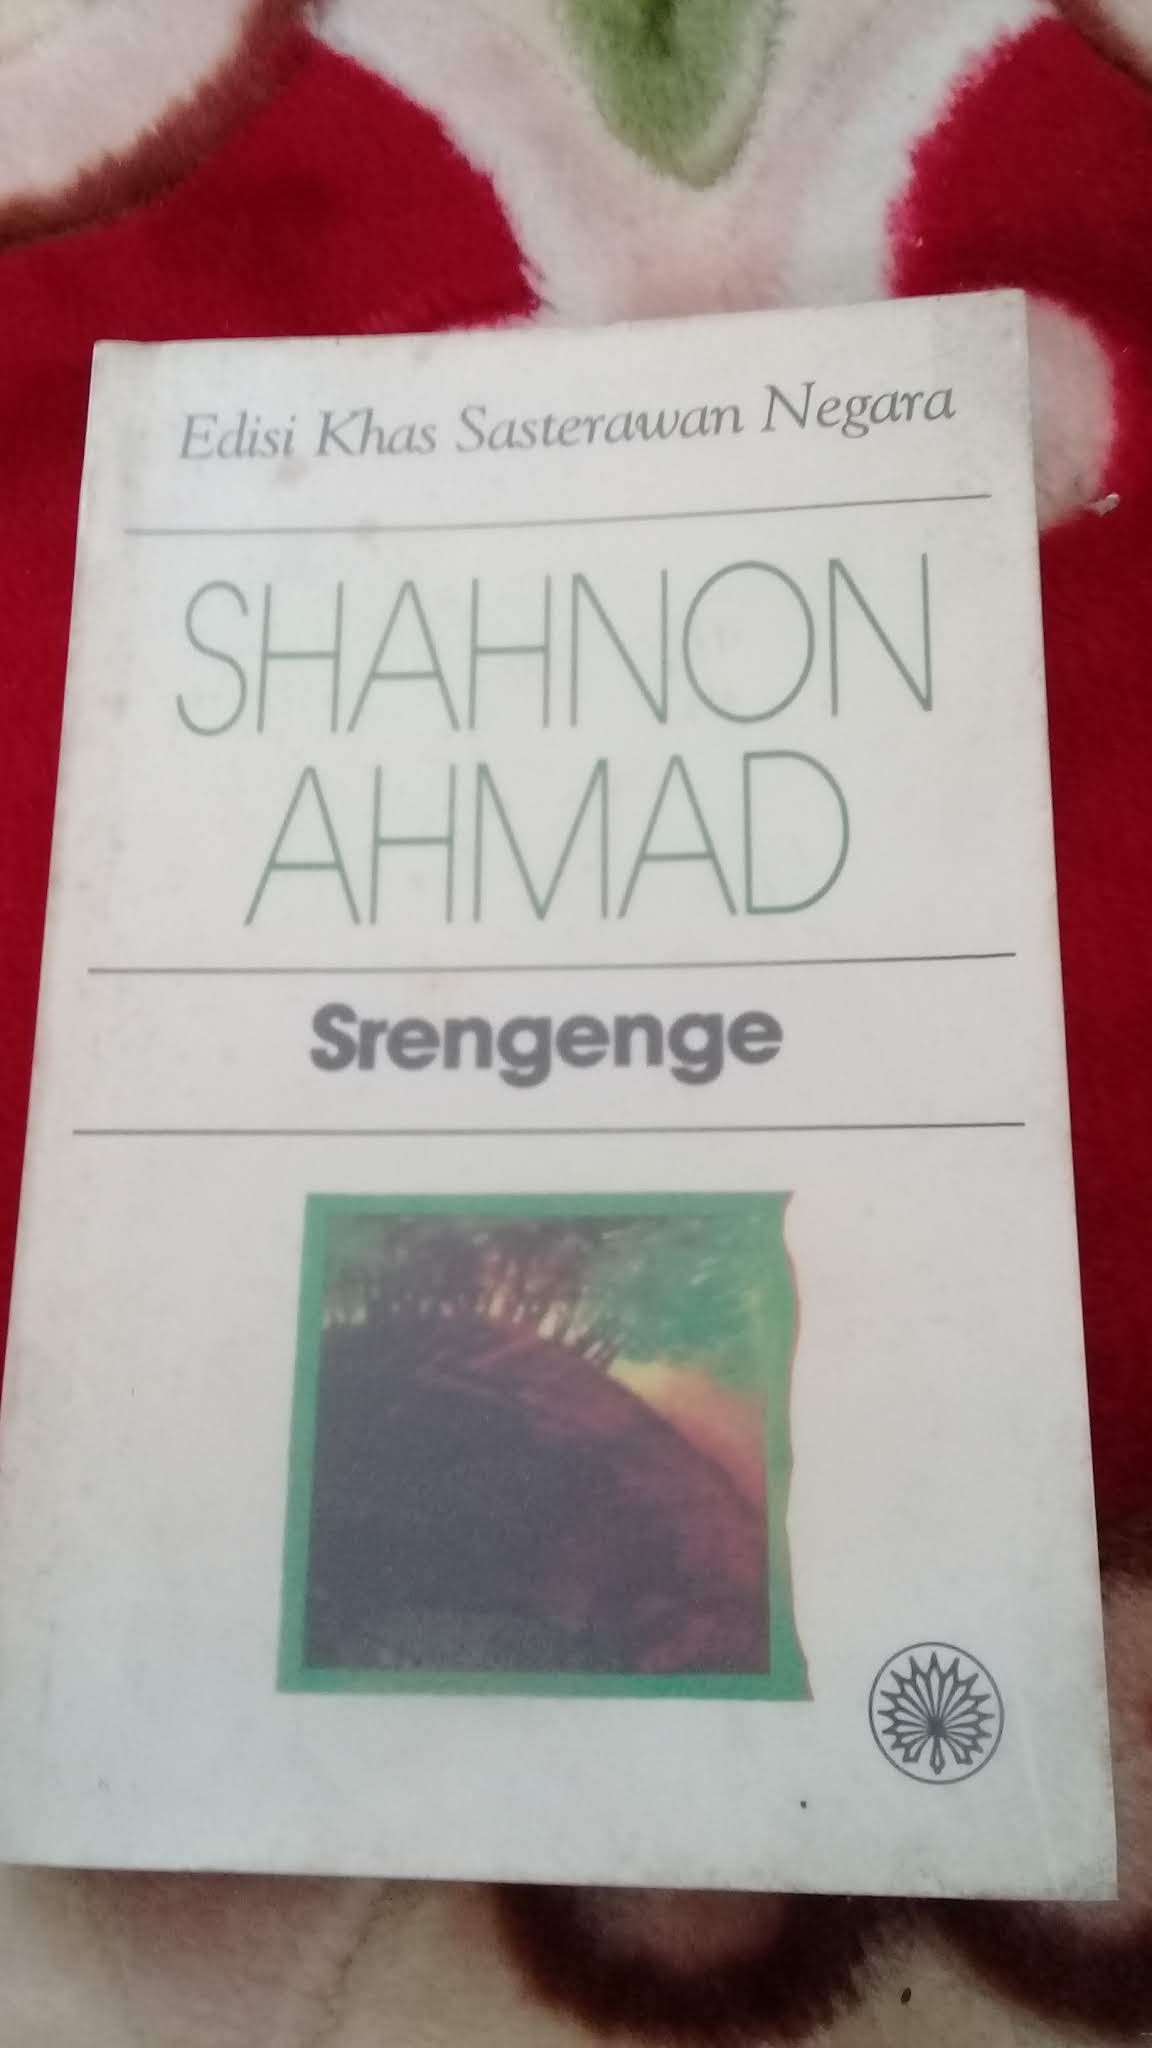 Edisi Khas Sasterawan Negara
SHAHNON
AHMAD
Srengenge